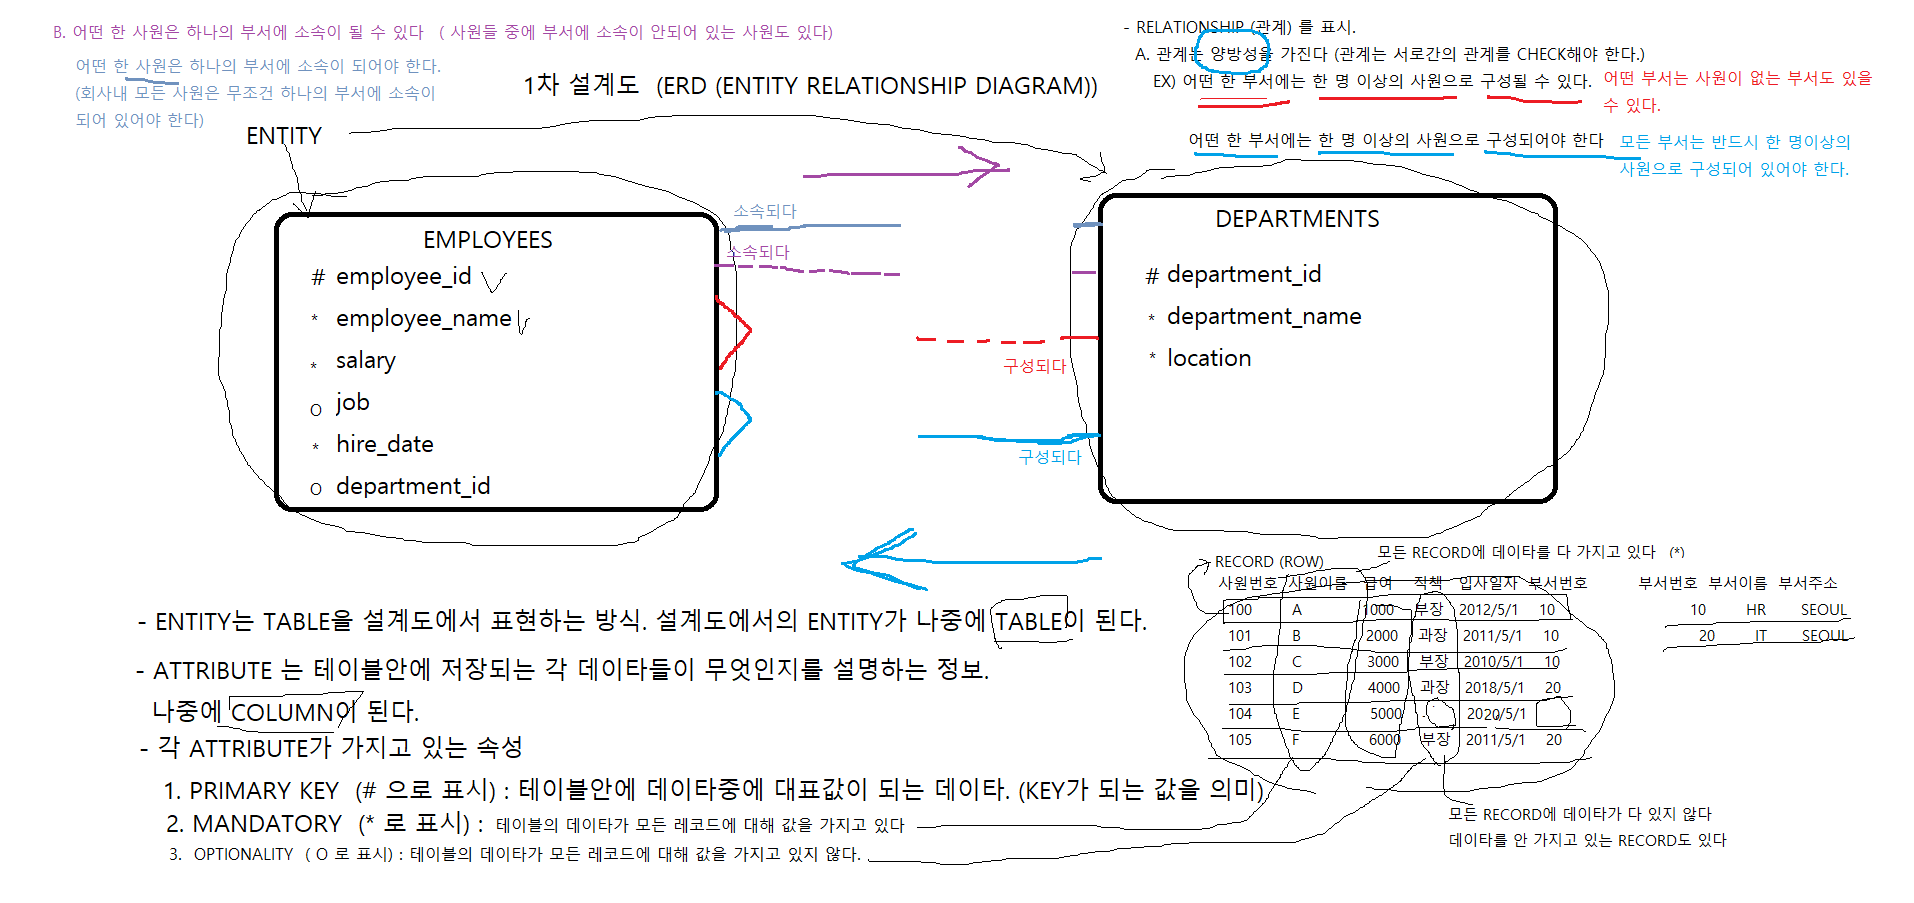 B. 어떤 한 사원은 하나의 부서에 소속이 될 수 있다 ( 사원들 중에 부서에 소속이 안되어 있는 사원도 있다)
어떤 한 사원은 하나의 부서에 소속이 되어야 한다.
(회사내 모든 사원은 무조건 하나의 부서에 소속이
되어 있어야 한다)
1차 설계도 (ERD (ENTITY RELATIONSHIP DIAGRAM))
- RELATIONSHIP (관계) 를 표시.
A. 관계는 양방성을 가진다 (관계는 서로간의 관계를 CHECK해야 한다.)
EX) 어떤 한 부서에는 한 명 이상의 사원으로 구성될 수 있다.
어떤 부서는 사원이 없는 부서도 있을
수 있다.
어떤 한 부서에는 한 명 이상의 사원으로 구성되어야 한다
모든 부서는 반드시 한 명이상의
사원으로 구성되어 있어야 한다.
ENTITY
EMPLOYEES
# employee_id
* employee_name
* salary
O job
* hire_date
O department_id
소속되다
소속되다
구성되다
구성되다
DEPARTMENTS
# department_id
* department_name
* location
- ENTITY는 TABLE을 설계도에서 표현하는 방식. 설계도에서의 ENTITY가 나중에 TABLE이 된다.
- ATTRIBUTE 는 테이블안에 저장되는 각 데이타들이 무엇인지를 설명하는 정보.
나중에 COLUMN이 된다.
- 각 ATTRIBUTE가 가지고 있는 속성
1. PRIMARY KEY (# 으로 표시) : 테이블안에 데이타중에 대표값이 되는 데이타. (KEY가 되는 값을 의미)
2. MANDATORY (* 로 표시) : 테이블의 데이타가 모든 레코드에 대해 값을 가지고 있다
3. OPTIONALITY ( O 로 표시) : 테이블의 데이타가 모든 레코드에 대해 값을 가지고 있지 않다.
모든 RECORD에 데이타를 다 가지고 있다 (*)
RECORD (ROW)
사원번호 사원이름 급여 직책 입사일자 부서번호
100 A 1000 부장 2012/5/1 10
101 B 2000 과장 2011/5/1 10
102 C 3000 부장 2010/5/1 10
103 D 4000 과장 2018/5/1 20
104 E 5000 2020/5/1
105 F 6000 부장 2011/5/1 20
부서번호 부서이름 부서주소
10 HR SEOUL
20 IT SEOUL
모든 RECORD에 데이타가 다 있지 않다
데이타를 안 가지고 있는 RECORD도 있다